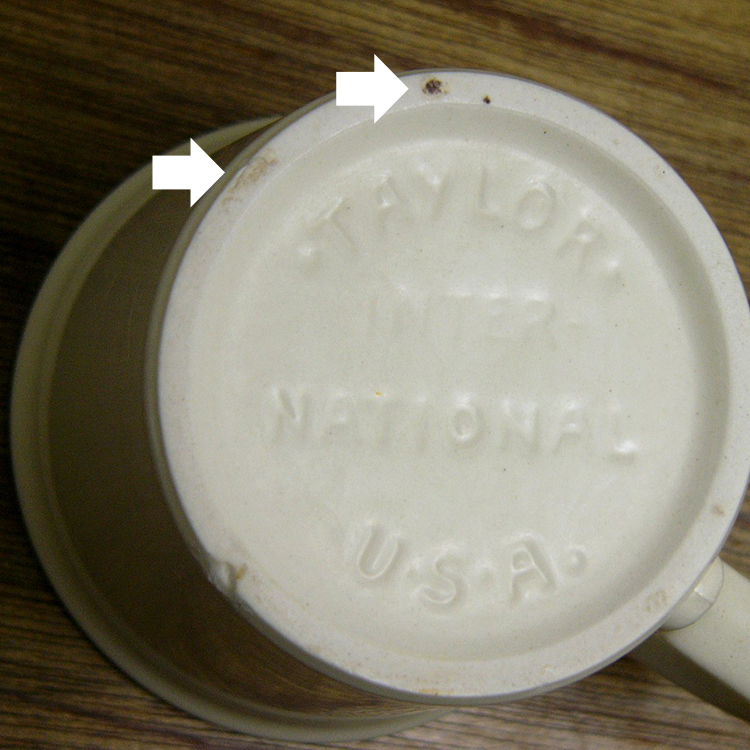 · TAYLOR ·
INTER-
NATIONAL
U·S·A·